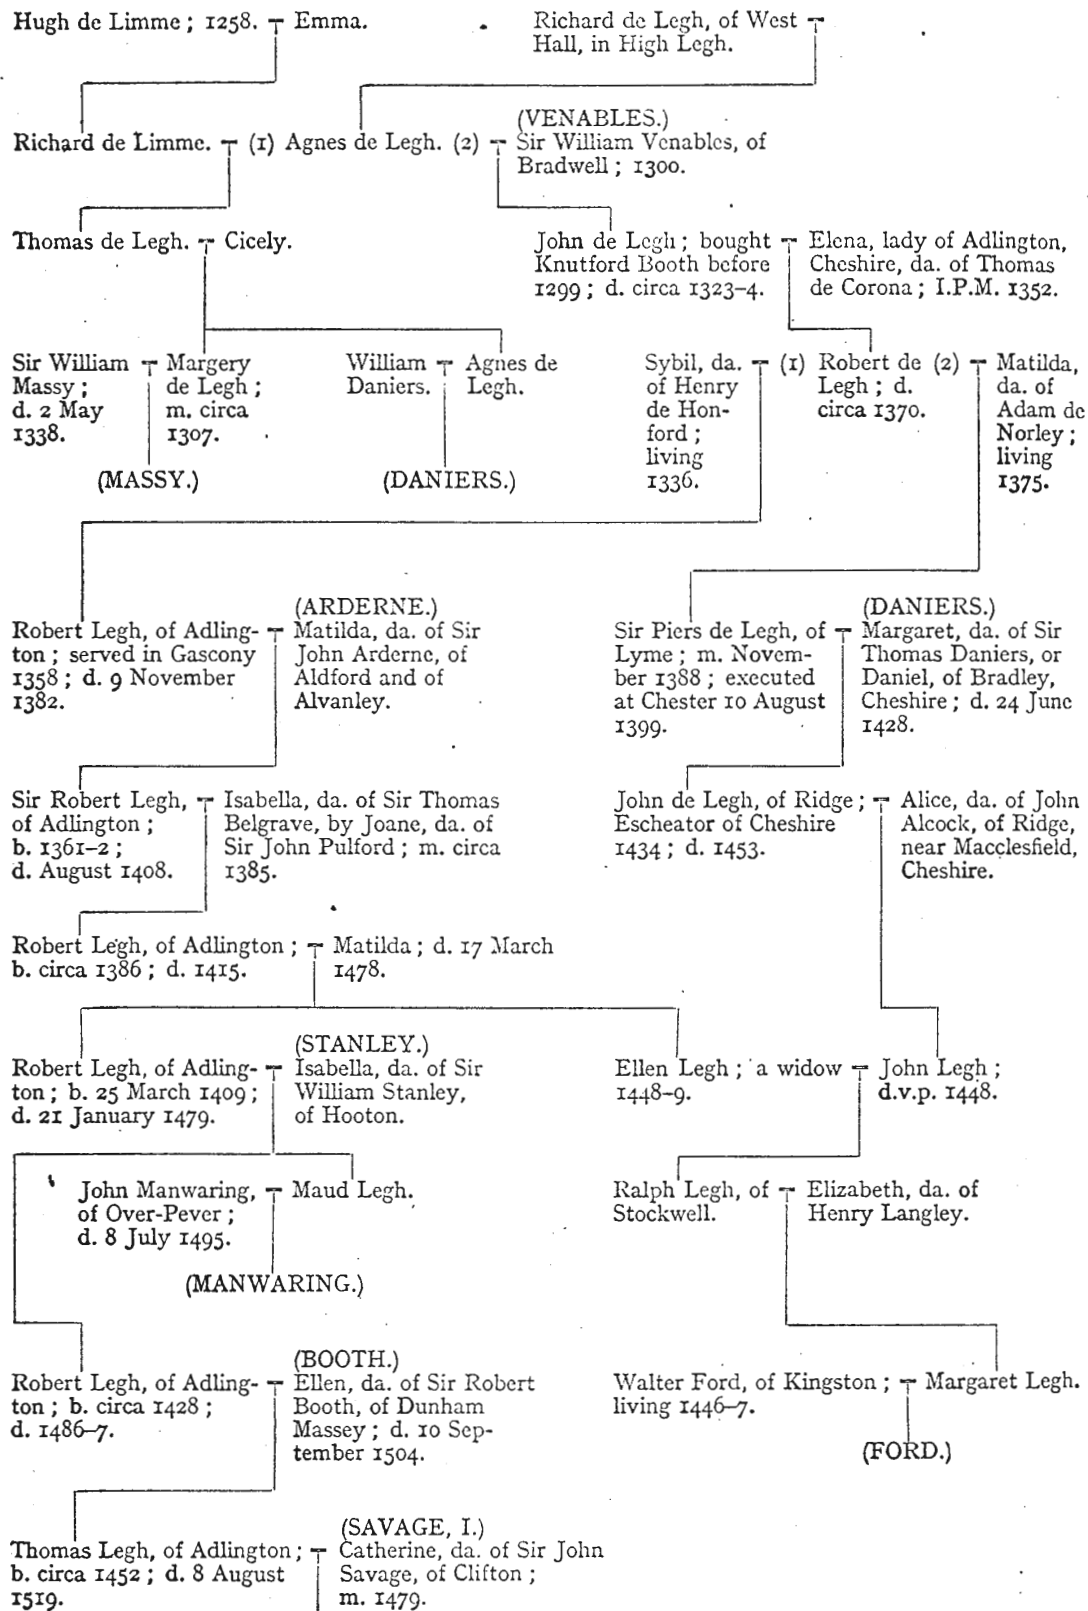 Hugh de Limme ; 1258. Emma.
Richard de Legh, of West
Hall, in High Legh.
Richard de Limme. (1) Agnes de Legh. (2)
(VENABLES.)
Sir William Venables, of
Bradwell ; 1300.
Thomas de Legh. Cicely.
John de Legh ; bought
Knutford Booth before
1299 ; d. circa 1323–4.
Elena, lady of Adlington,
Cheshire, da. of Thomas
de Corona ; I.P.M. 1352.
Sir William
Massy ;
d. 2 May
1338.
Margery
de Legh ;
m. circa
1307.
(MASSY.)
William
Daniers.
Agnes de
Legh.
(DANIERS.)
Sybil, da.
of Henry
de Hon-
ford ;
living
1336.
(1) Robert de (2)
Legh ; d.
circa 1370.
Matilda,
da. of
Adam de
Norley ;
living
1375.
Robert Legh, of Adling-
ton ; served in Gascony
1358 ; d. 9 November
1382.
(ARDERNE.)
Matilda, da. of Sir
John Arderne, of
Aldford and of
Alvanley.
Sir Piers de Legh, of
Lyme ; m. Novem-
ber 1388 ; executed
at Chester 10 August
1399.
(DANIERS.)
Margaret, da. of Sir
Thomas Daniers, or
Daniel, of Bradley,
Cheshire ; d. 24 June
1428.
Sir Robert Legh,
of Adlington ;
b. 1361–2 ;
d. August 1408.
Isabella, da. of Sir Thomas
Belgrave, by Joane, da. of
Sir John Pulford ; m. circa
1385.
John de Legh, of Ridge ;
Escheator of Cheshire
1434 ; d. 1453.
Alice, da. of John
Alcock, of Ridge,
near Macclesfield,
Cheshire.
Robert Legh, of Adlington ;
b. circa 1386 ; d. 1415.
Matilda ; d. 17 March
1478.
Robert Legh, of Adling-
ton ; b. 25 March 1409 ;
d. 21 January 1479.
(STANLEY.)
Isabella, da. of Sir
William Stanley,
of Hooton.
Ellen Legh ; a widow
1448–9.
John Legh ;
d.v.p. 1448.
John Manwaring,
of Over-Pever ;
d. 8 July 1495.
Maud Legh.
(MANWARING.)
Ralph Legh, of
Stockwell.
Elizabeth, da. of
Henry Langley.
Robert Legh, of Adling-
ton ; b. circa 1428 ;
d. 1486–7.
(BOOTH.)
Ellen, da. of Sir Robert
Booth, of Dunham
Massey ; d. 10 Sep-
tember 1504.
Walter Ford, of Kingston ;
living 1446–7.
Margaret Legh.
(FORD.)
Thomas Legh, of Adlington ;
b. circa 1452 ; d. 8 August
1519.
(SAVAGE, I.)
Catherine, da. of Sir John
Savage, of Clifton ;
m. 1479.